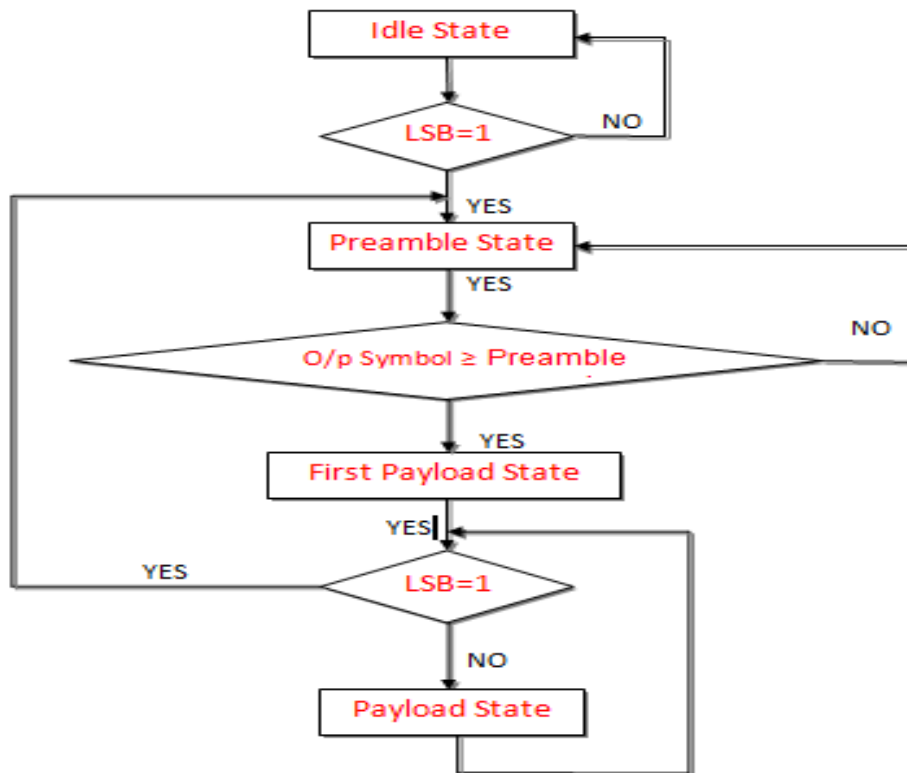 Idle State
LSB=1
NO
YES
Preamble State
YES
NO
O/p Symbol ≥ Preamble
YES
First Payload State
YES
YES
LSB=1
NO
Payload State